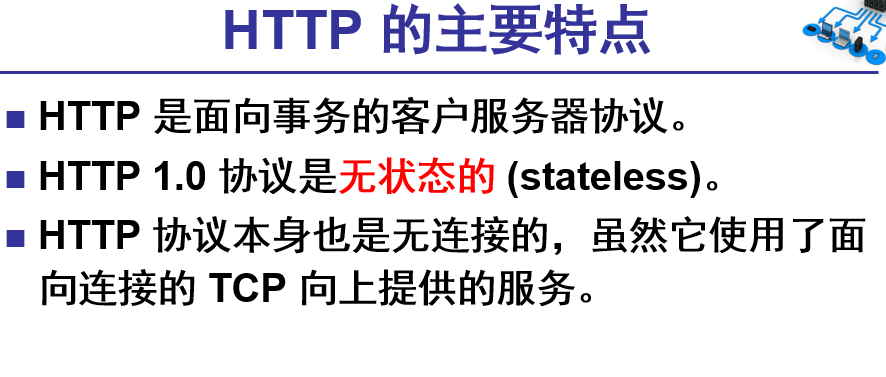 HTTP 的主要特点
HTTP 是面向事务的客户服务器协议。
HTTP 1.0 协议是无状态的 (stateless)。
HTTP 协议本身也是无连接的，虽然它使用了面
向连接的 TCP 向上提供的服务。